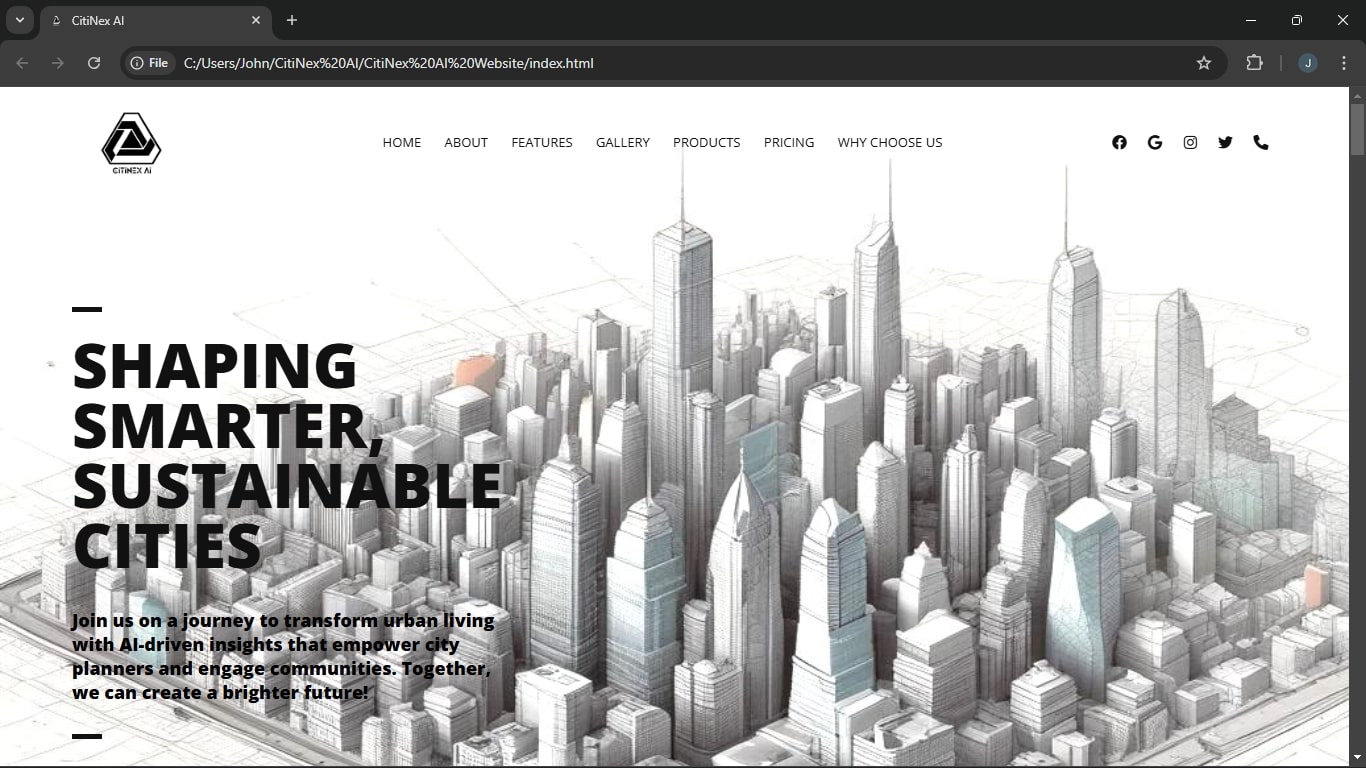 CitiNex AI
File
C:/Users/John/CitiNex%20AI/CitiNex%20AI%20Website/index.html
J
CITINEX AI
HOME ABOUT FEATURES GALLERY PRODUCTS PRICING WHY CHOOSE US
SHAPING
SMARTER,
SUSTAINABLE
CITIES
Join us on a journey to transform urban living
with AI-driven insights that empower city
planners and engage communities. Together,
we can create a brighter future!